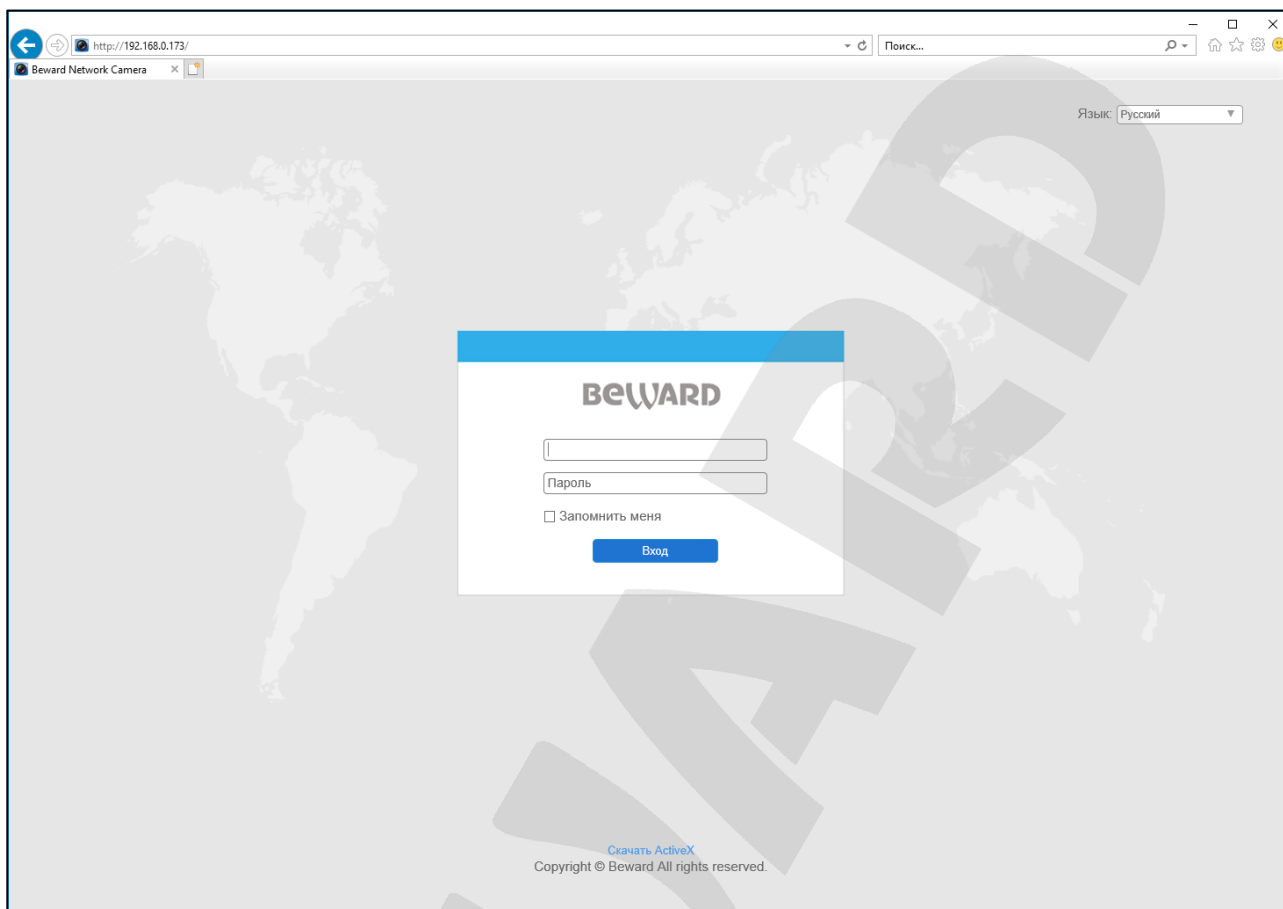 http://192.168.0.173/
Поиск...
Beward Network Camera
Язык: Русский
BEWARD
Пароль
Запомнить меня
Вход
Скачать ActiveX
Copyright © Beward All rights reserved.
WARD